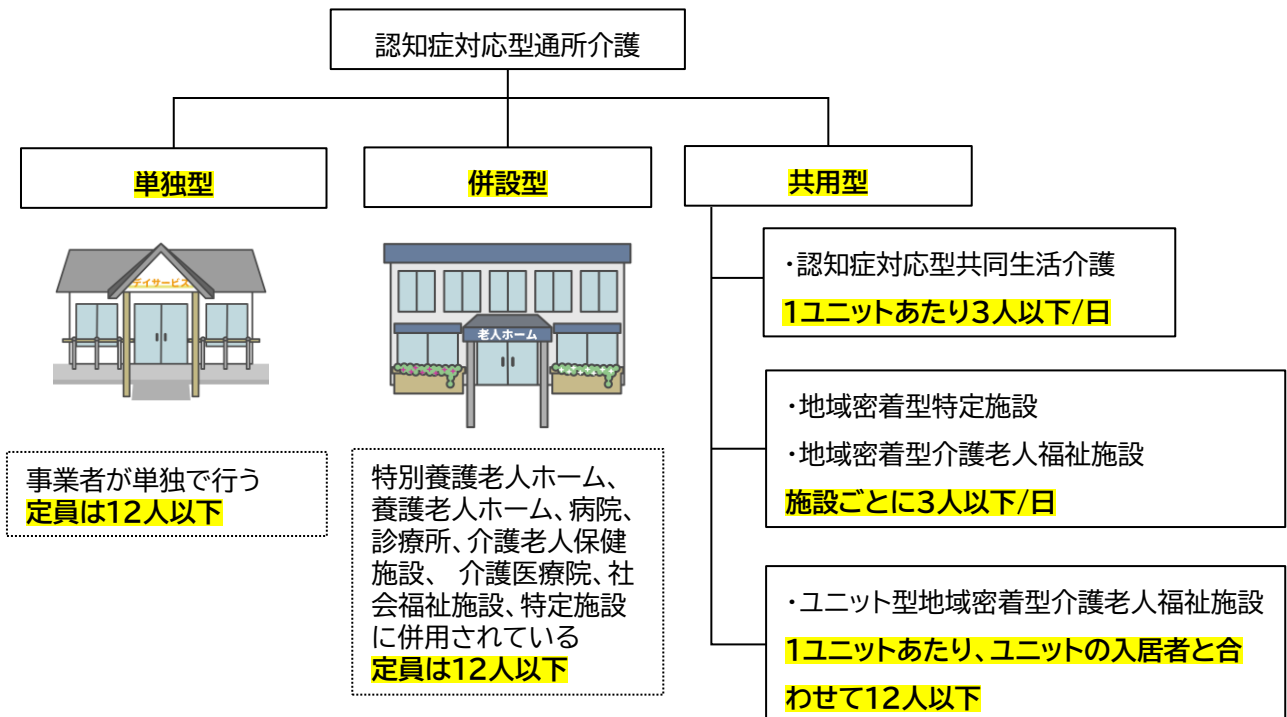 認知症対応型通所介護
単独型
併設型
共用型
デイサービス
老人ホーム
事業者が単独で行う
定員は12人以下
特別養護老人ホーム、
養護老人ホーム、病院、
診療所、介護老人保健
施設、 介護医療院、社
会福祉施設、特定施設
に併用されている
定員は12人以下
・認知症対応型共同生活介護
1ユニットあたり3人以下/日
・地域密着型特定施設
・地域密着型介護老人福祉施設
施設ごとに3人以下/日
・ユニット型地域密着型介護老人福祉施設
1ユニットあたり、ユニットの入居者と合
わせて12人以下